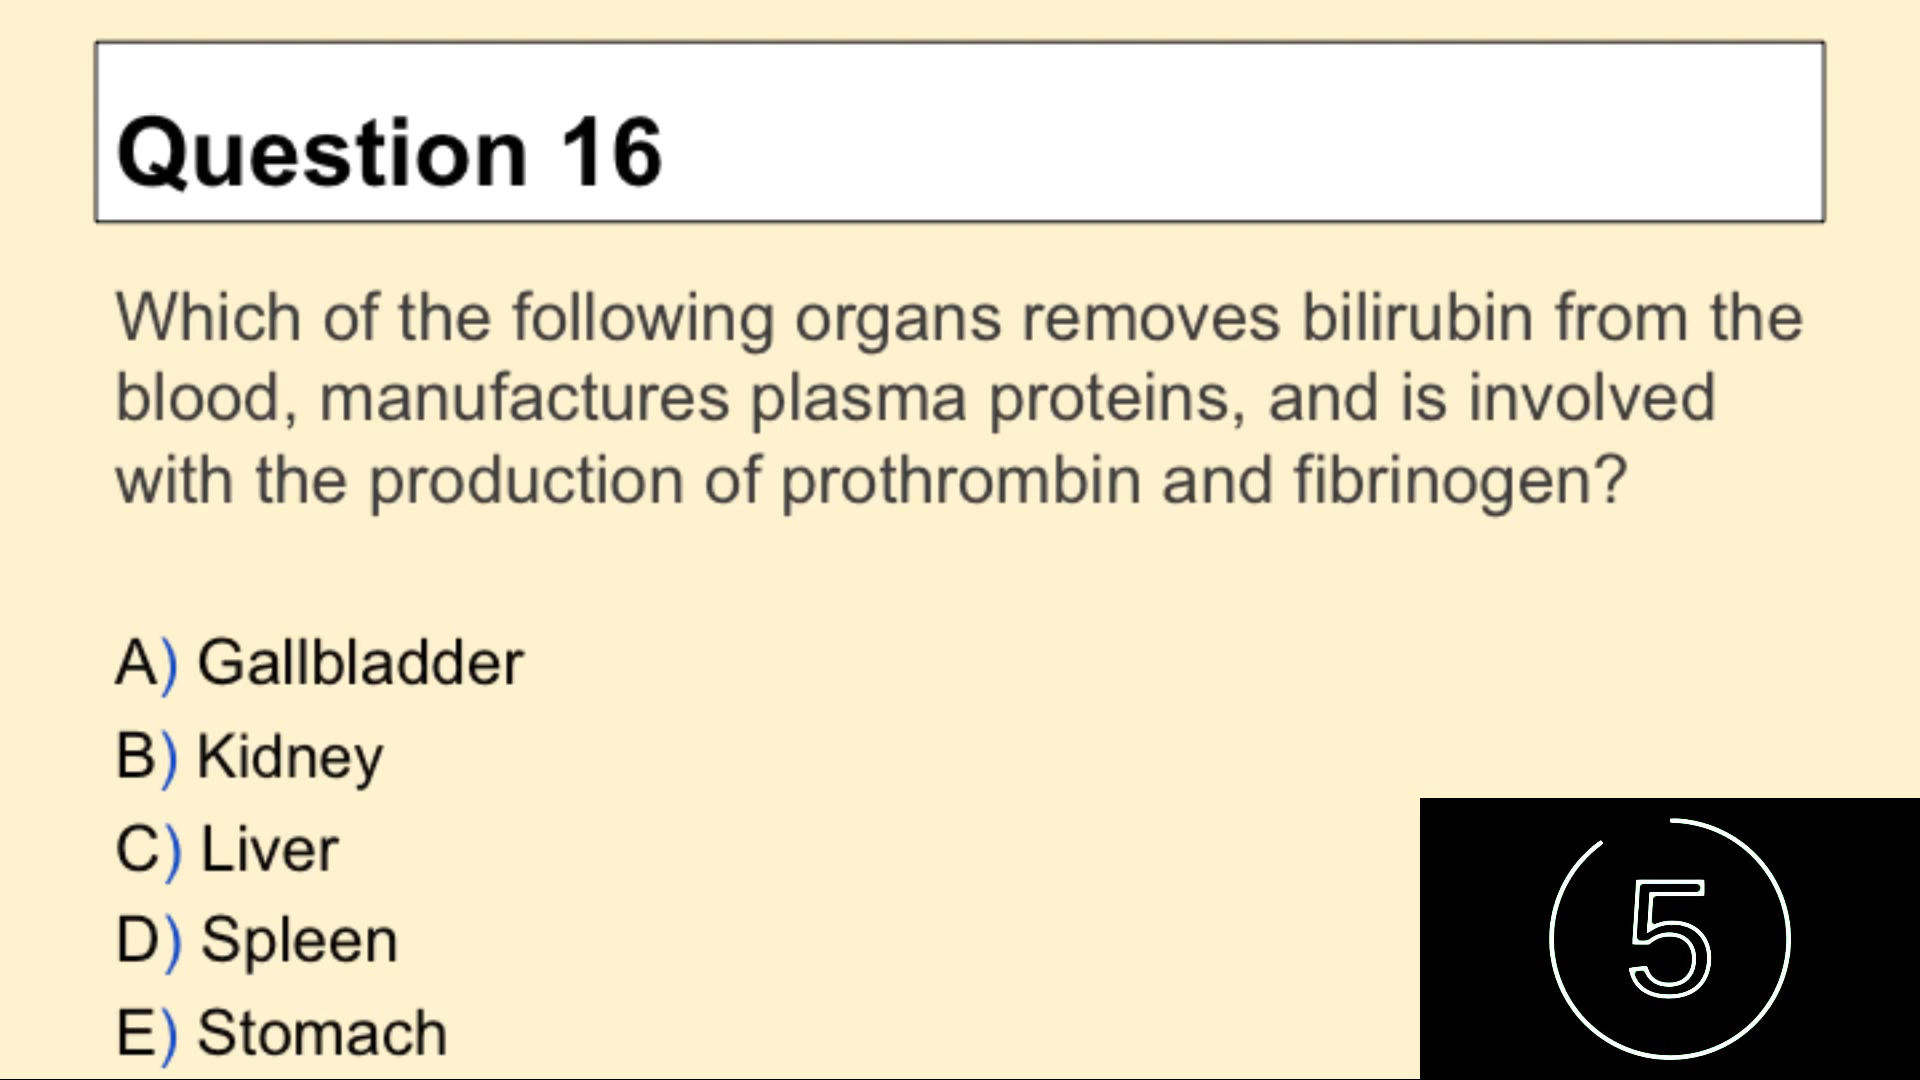 Question 16
Which of the following organs removes bilirubin from the
blood, manufactures plasma proteins, and is involved
with the production of prothrombin and fibrinogen?
A) Gallbladder
B) Kidney
C) Liver
D) Spleen
E) Stomach
5